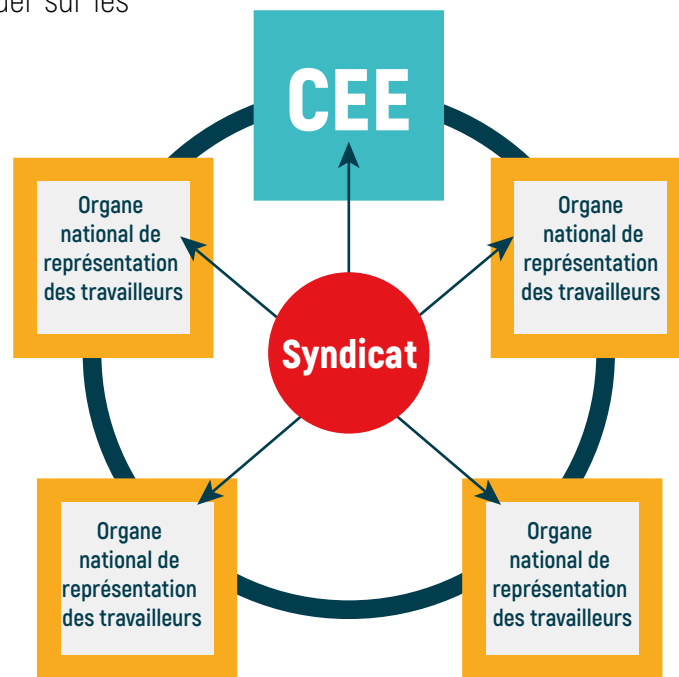 der sur les
CEE
Organe
national de
représentation
des travailleurs
Organe
national de
représentation
des travailleurs
Syndicat
Organe
national de
représentation
des travailleurs
Organe
national de
représentation
des travailleurs